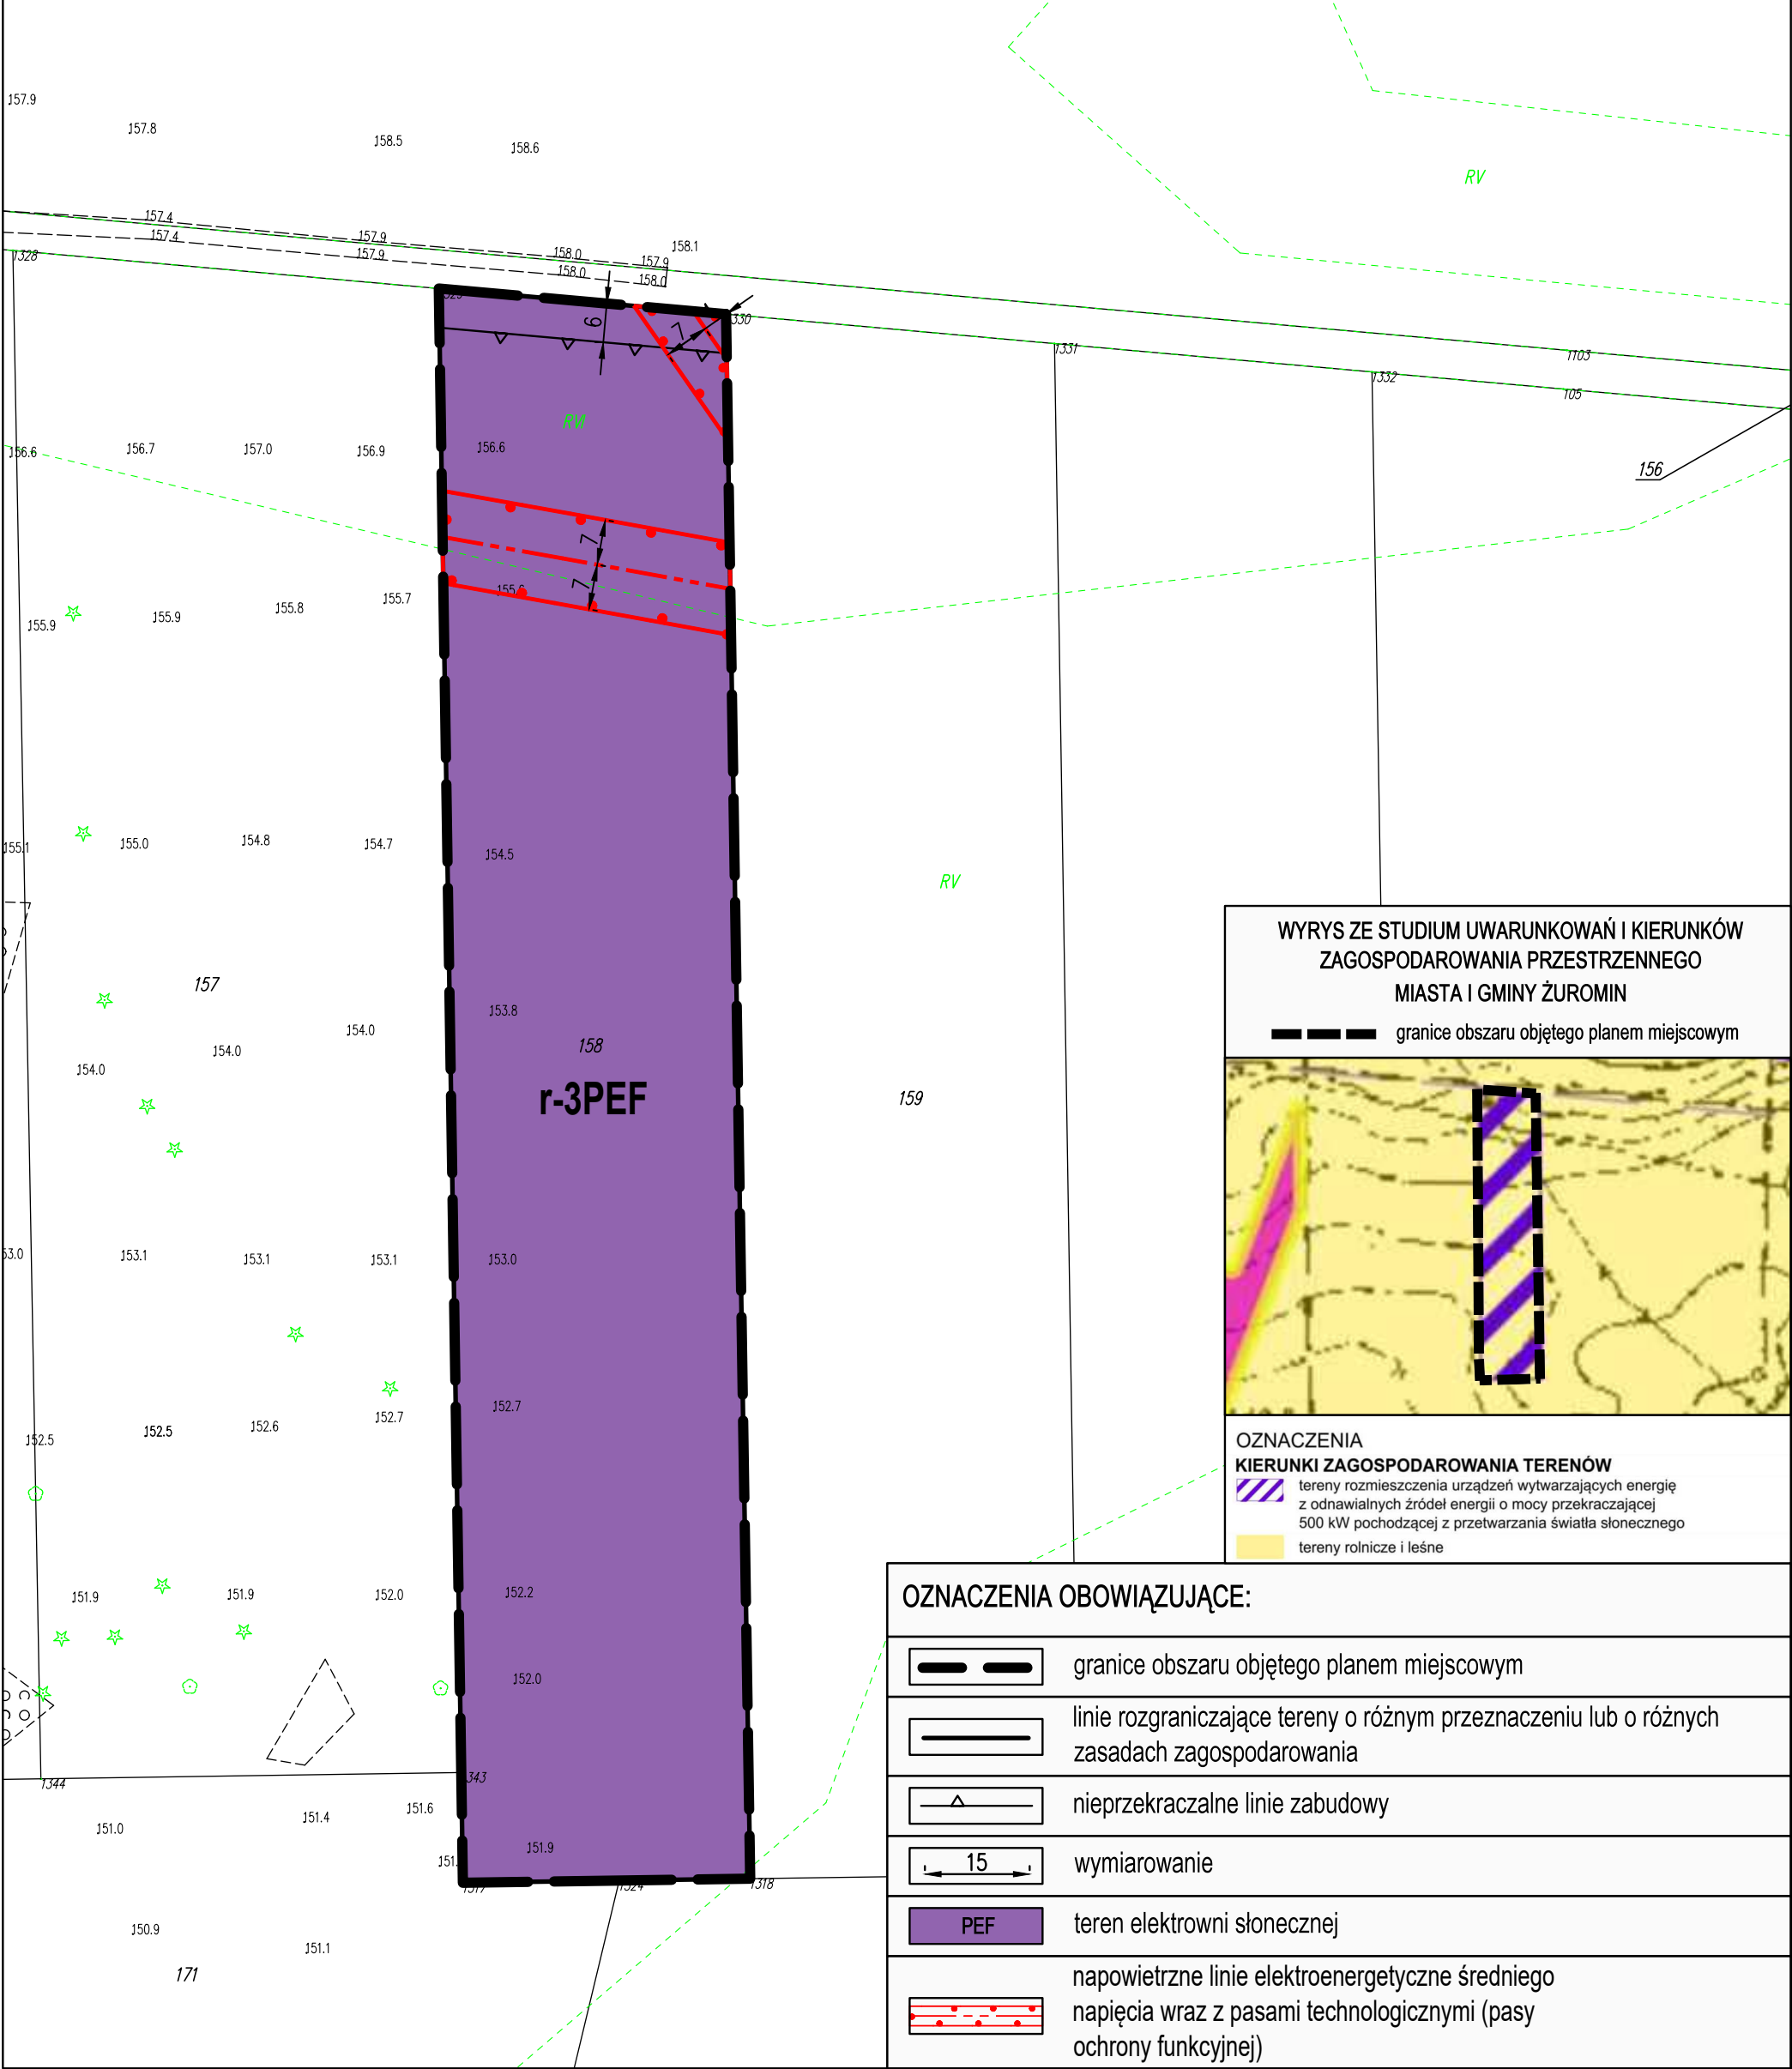 157.9
157.8
158.5
158.6
RV
157.4
157.4
157.9
157.9
158.0
158.0
158.1
157.9
158.0
1328
330
6
7
1331
1332
1103
105
156
RVI
156.6
156.7
157.0
156.9
156.6
7
7
155.9
155.9
155.8
155.7
155.1
155.0
154.8
154.7
154.5
RV
157
153.8
154.0
154.0
154.0
158
r-3PEF
159
53.0
153.1
153.1
153.1
153.0
152.5
152.5
152.6
152.7
152.7
151.9
151.9
152.0
152.2
152.0
1344
343
151.0
151.4
151.6
151.9
151.
1317
1324
1318
150.9
151.1
171
WYRYS ZE STUDIUM UWARUNKOWAŃ I KIERUNKÓW
ZAGOSPODAROWANIA PRZESTRZENNEGO
MIASTA I GMINY ŻUROMIN
granice obszaru objętego planem miejscowym
OZNACZENIA
KIERUNKI ZAGOSPODAROWANIA TERENÓW
tereny rozmieszczenia urządzeń wytwarzających energię
z odnawialnych źródeł energii o mocy przekraczającej
500 kW pochodzącej z przetwarzania światła słonecznego
tereny rolnicze i leśne
OZNACZENIA OBOWIĄZUJĄCE:
granice obszaru objętego planem miejscowym
linie rozgraniczające tereny o różnym przeznaczeniu lub o różnych
zasadach zagospodarowania
nieprzekraczalne linie zabudowy
15
wymiarowanie
PEF
teren elektrowni słonecznej
napowietrzne linie elektroenergetyczne średniego
napięcia wraz z pasami technologicznymi (pasy
ochrony funkcyjnej)